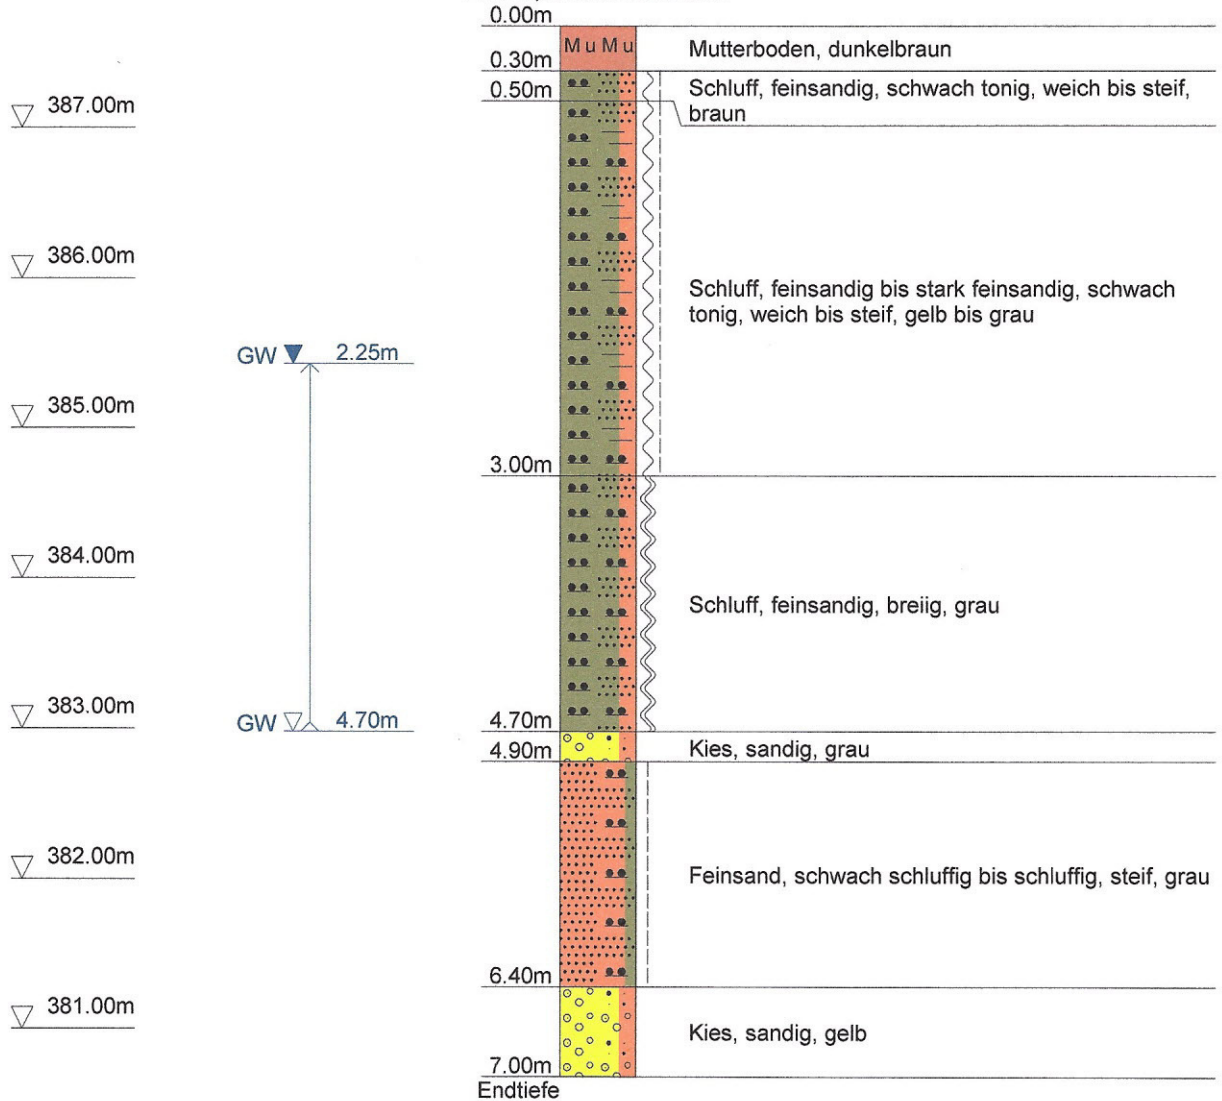 0.00m
Mu Mu
Mutterboden, dunkelbraun
0.30m
Schluff, feinsandig, schwach tonig, weich bis steif,
braun
0.50m
387.00m
386.00m
Schluff, feinsandig bis stark feinsandig, schwach
tonig, weich bis steif, gelb bis grau
GW 2.25m
385.00m
3.00m
384.00m
Schluff, feinsandig, breiig, grau
383.00m
GW 4.70m
4.70m
Kies, sandig, grau
4.90m
382.00m
Feinsand, schwach schluffig bis schluffig, steif, grau
6.40m
381.00m
Kies, sandig, gelb
7.00m
Endtiefe